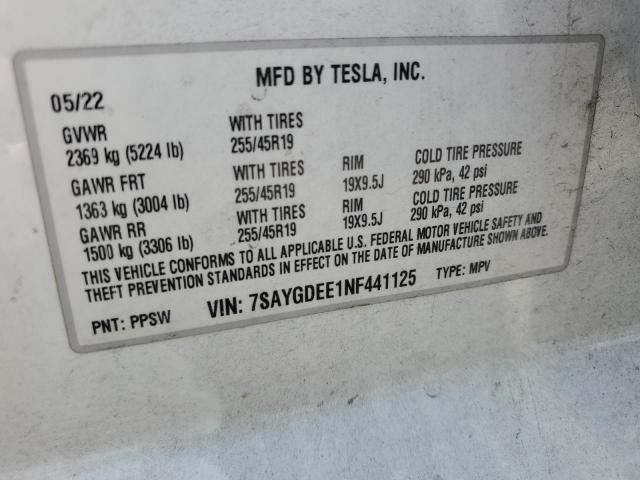 MFD BY TESLA, INC.
05/22
GVWR WITH TIRES
2369 kg (5224 lb) 255/45R19
GAWR FRT WITH TIRES RIM COLD TIRE PRESSURE
1363 kg (3004 lb) 255/45R19 19X9.5J 290 kPa, 42 psi
GAWR RR WITH TIRES RIM COLD TIRE PRESSURE
1500 kg (3306 lb) 255/45R19 19X9.5J 290 kPa, 42 psi
THIS VEHICLE CONFORMS TO ALL APPLICABLE U.S. FEDERAL MOTOR VEHICLE SAFETY AND
THEFT PREVENTION STANDARDS IN EFFECT ON THE DATE OF MANUFACTURE SHOWN ABOVE.
PNT: PPSW VIN: 7SAYGDEE1NF441125 TYPE: MPV